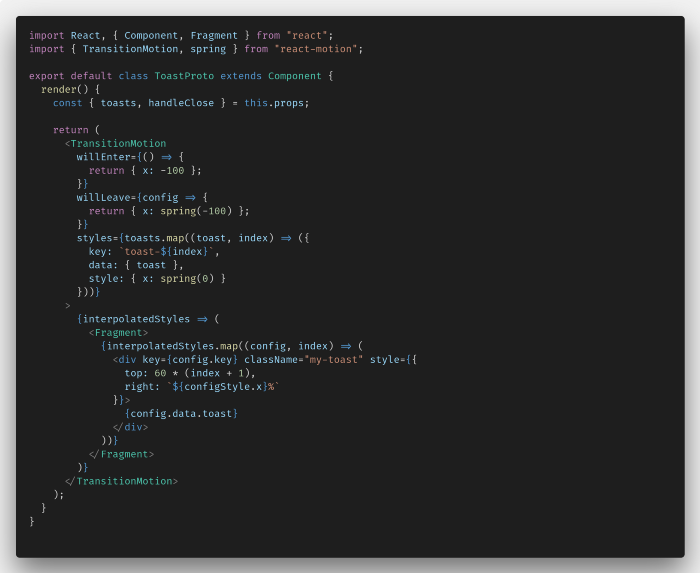 import React, { Component, Fragment } from "react";
import { TransitionMotion, spring } from "react-motion";

export default class ToastProto extends Component {
  render() {
    const { toasts, handleClose } = this.props;

    return (
      <TransitionMotion
        willEnter={() => {
          return { x: -100 };
        }}
        willLeave={config => {
          return { x: spring(-100) };
        }}
        styles={toasts.map((toast, index) => ({
          key: `toast-${index}`,
          data: { toast },
          style: { x: spring(0) }
        }))}
      >
        {interpolatedStyles => (
          <Fragment>
            {interpolatedStyles.map((config, index) => (
              <div key={config.key} className="my-toast" style={{
                top: 60 * (index + 1),
                right: `${configStyle.x}%`
              }}>
                {config.data.toast}
              </div>
            ))}
          </Fragment>
        )}
      </TransitionMotion>
    );
  }
}